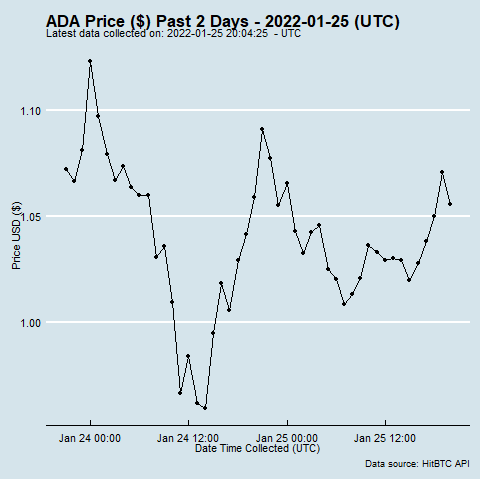 ADA Price ($) Past 2 Days - 2022-01-25 (UTC)
Latest data collected on: 2022-01-25 20:04:25  - UTC
1.10
1.05
1.00
Price USD ($)
Jan 24 00:00
Jan 24 12:00
Jan 25 00:00
Jan 25 12:00
Date Time Collected (UTC)
Data source: HitBTC API